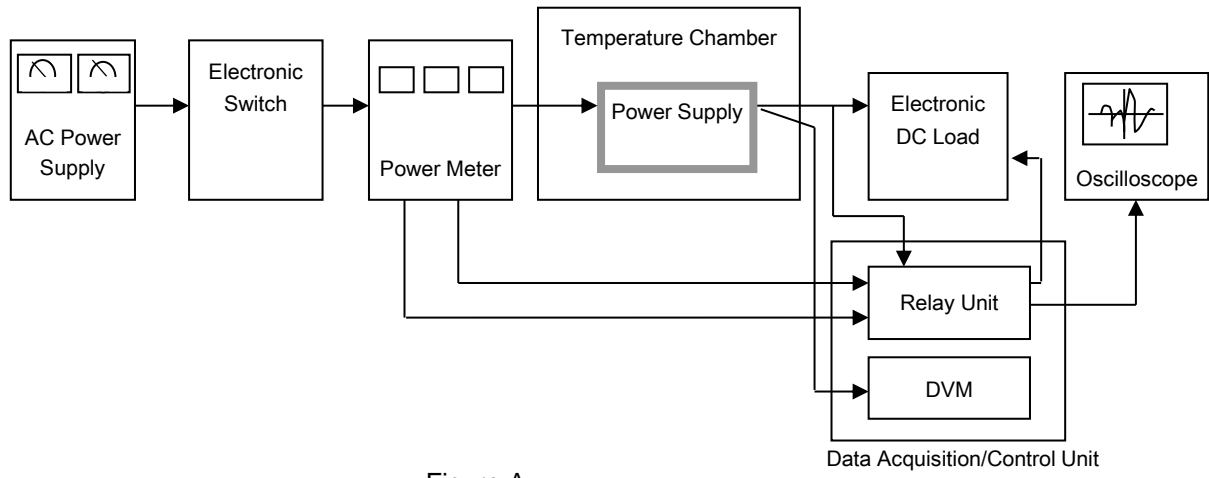 Temperature Chamber
AC Power
Supply
Electronic
Switch
Power Meter
Power Supply
Electronic
DC Load
Oscilloscope
Relay Unit
DVM
Data Acquisition/Control Unit